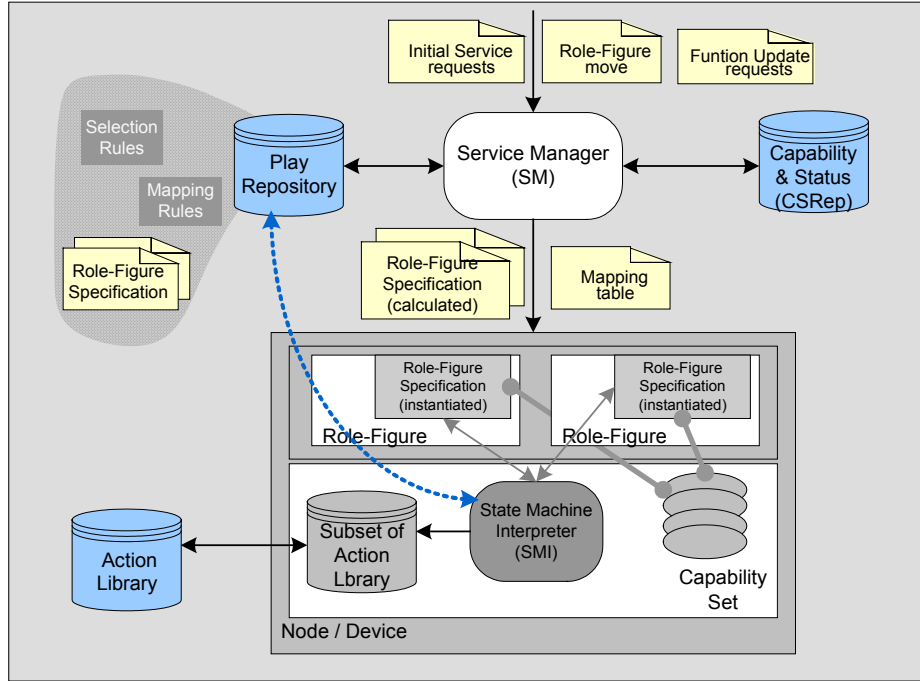 Initial Service
requests
Role-Figure
move
Funtion Update
requests
Selection
Rules
Mapping
Rules
Play
Repository
Service Manager
(SM)
Capability
& Status
(CSRep)
Role-Figure
Specification
Role-Figure
Specification
(calculated)
Mapping
table
Role-Figure
Specification
(instantiated)
Role-Figure
Role-Figure
Specification
(instantiated)
Role-Figure
Action
Library
Subset of
Action
Lbrary
State Machine
Interpreter
(SMI)
Capability
Set
Node / Device